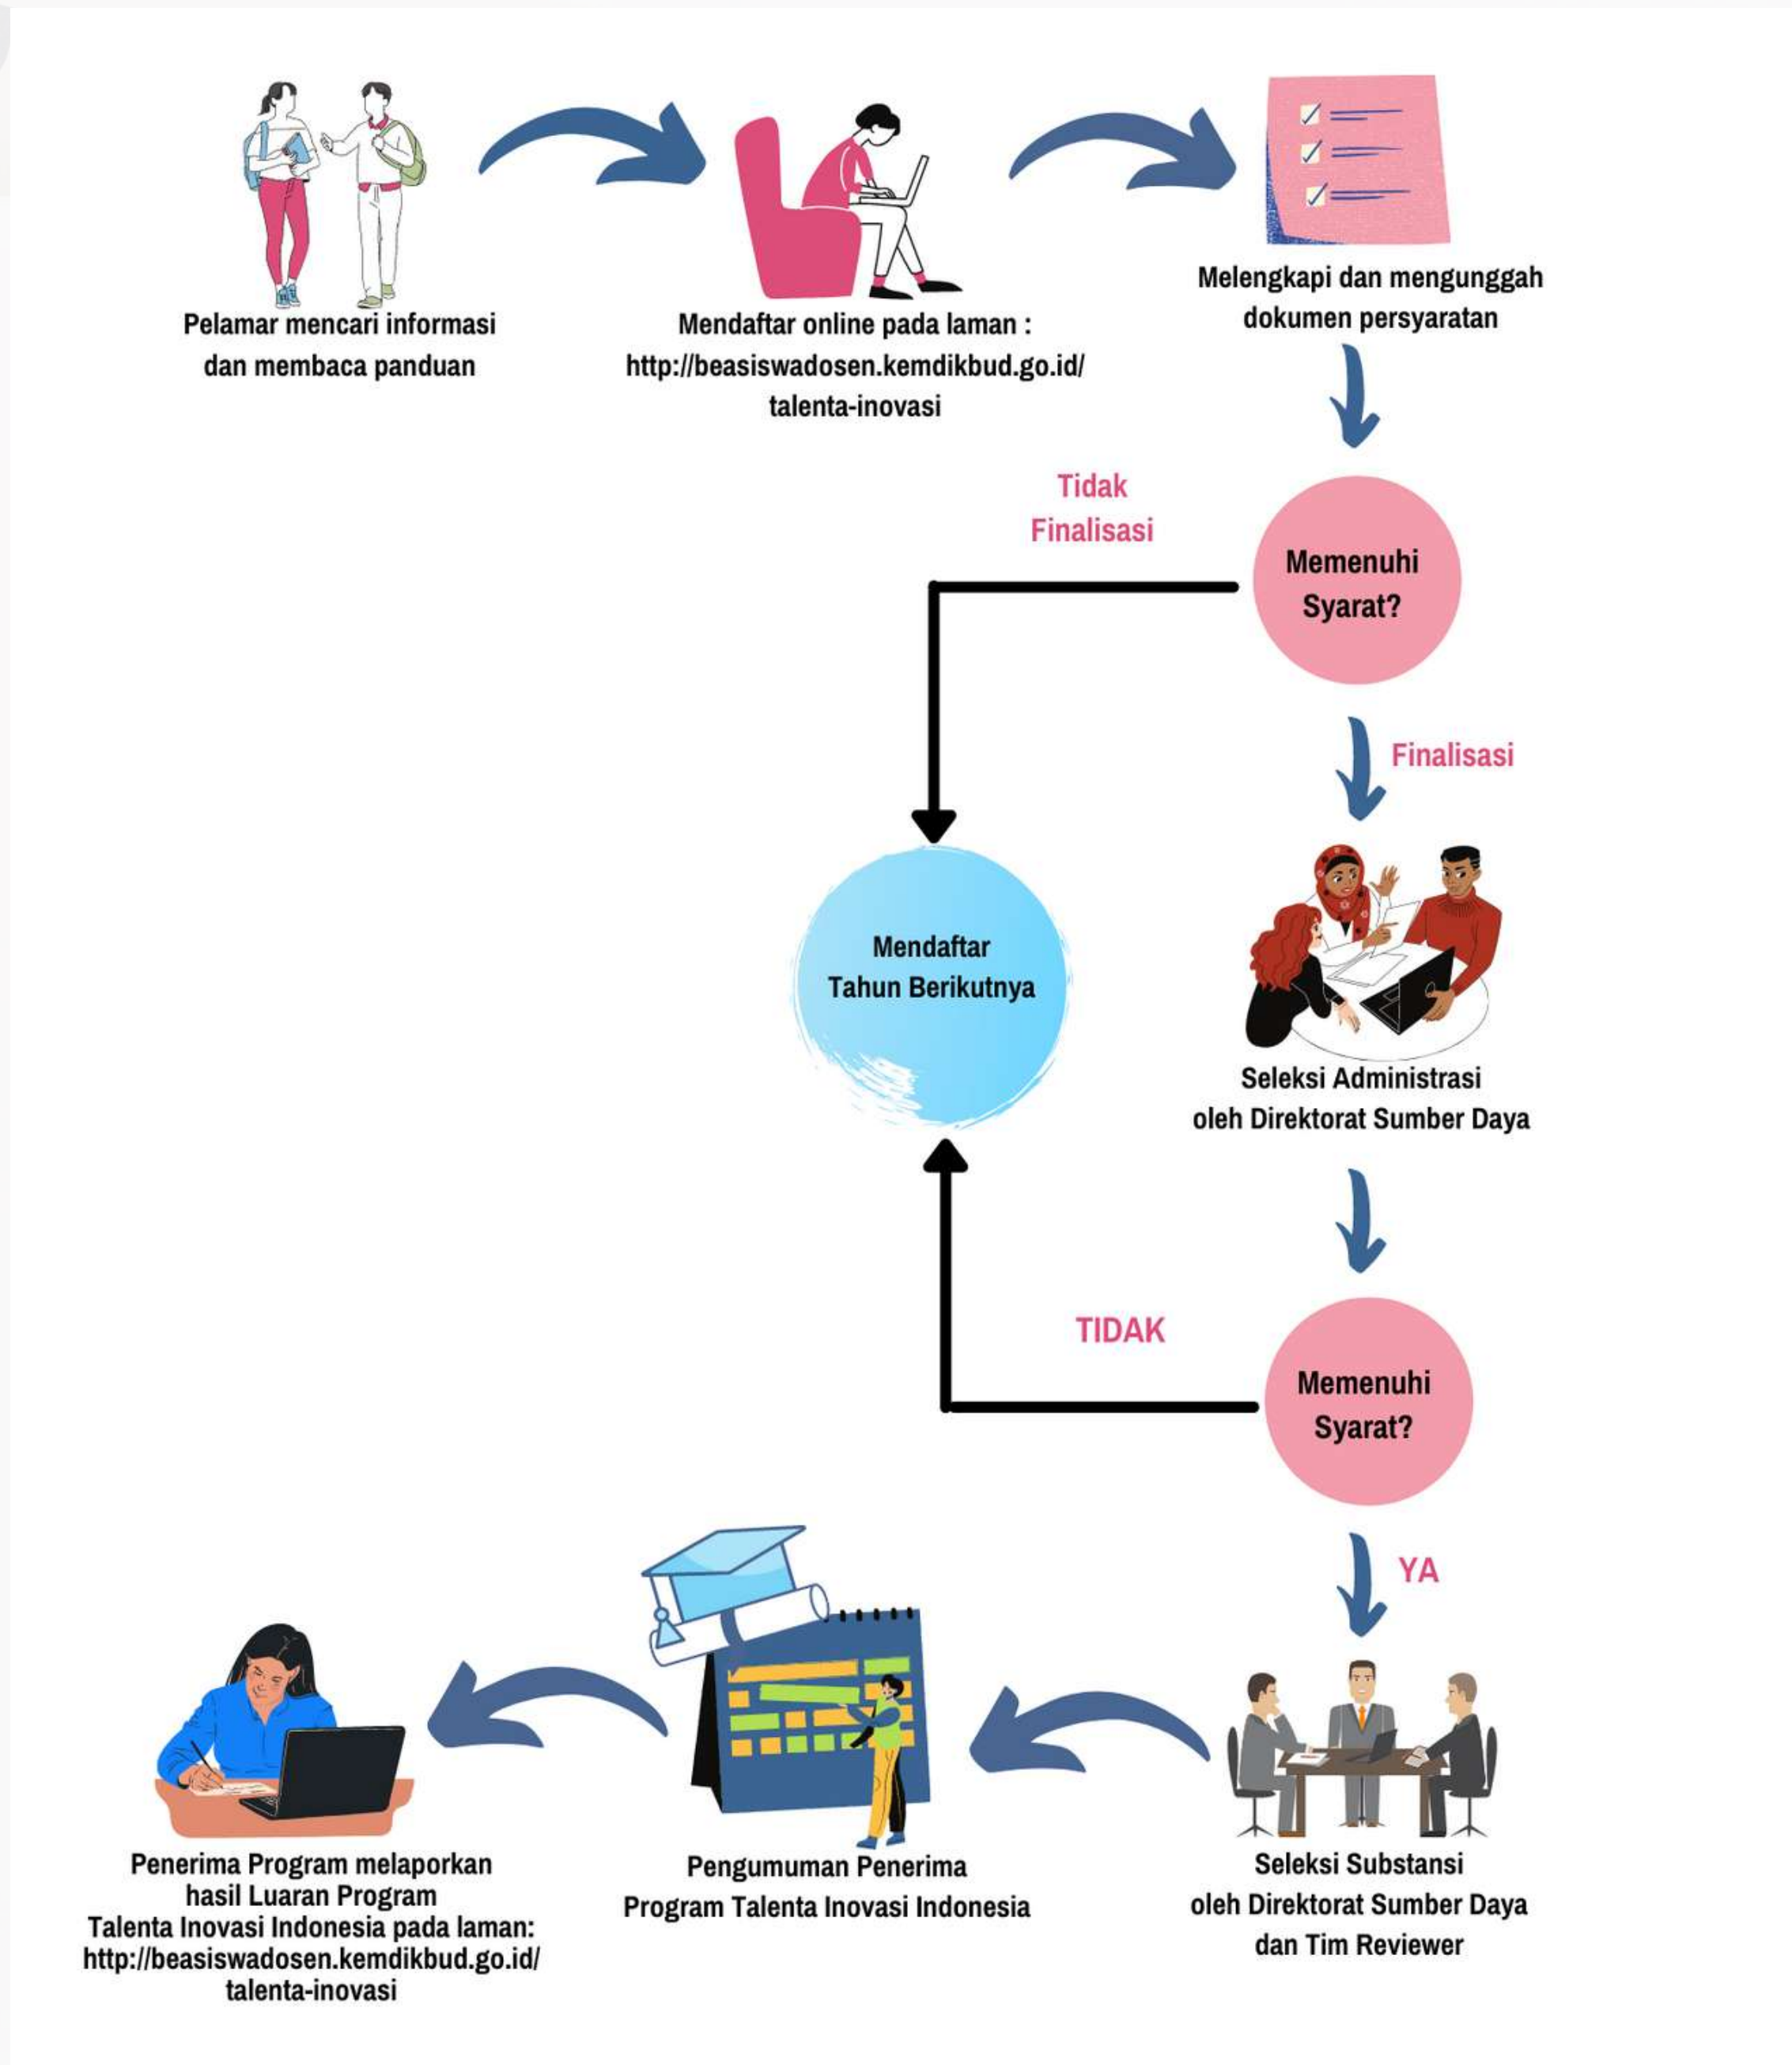 Pelamar mencari informasi
dan membaca panduan
Mendaftar online pada laman :
http://beasiswadosen.kemdikbud.go.id/
talenta-inovasi
Melengkapi dan mengunggah
dokumen persyaratan
Memenuhi
Syarat?
Tidak
Finalisasi
Finalisasi
Mendaftar
Tahun Berikutnya
Seleksi Administrasi
oleh Direktorat Sumber Daya
Memenuhi
Syarat?
TIDAK
YA
Seleksi Substansi
oleh Direktorat Sumber Daya
dan Tim Reviewer
Pengumuman Penerima
Program Talenta Inovasi Indonesia
Penerima Program melaporkan
hasil Luaran Program
Talenta Inovasi Indonesia pada laman:
http://beasiswadosen.kemdikbud.go.id/
talenta-inovasi